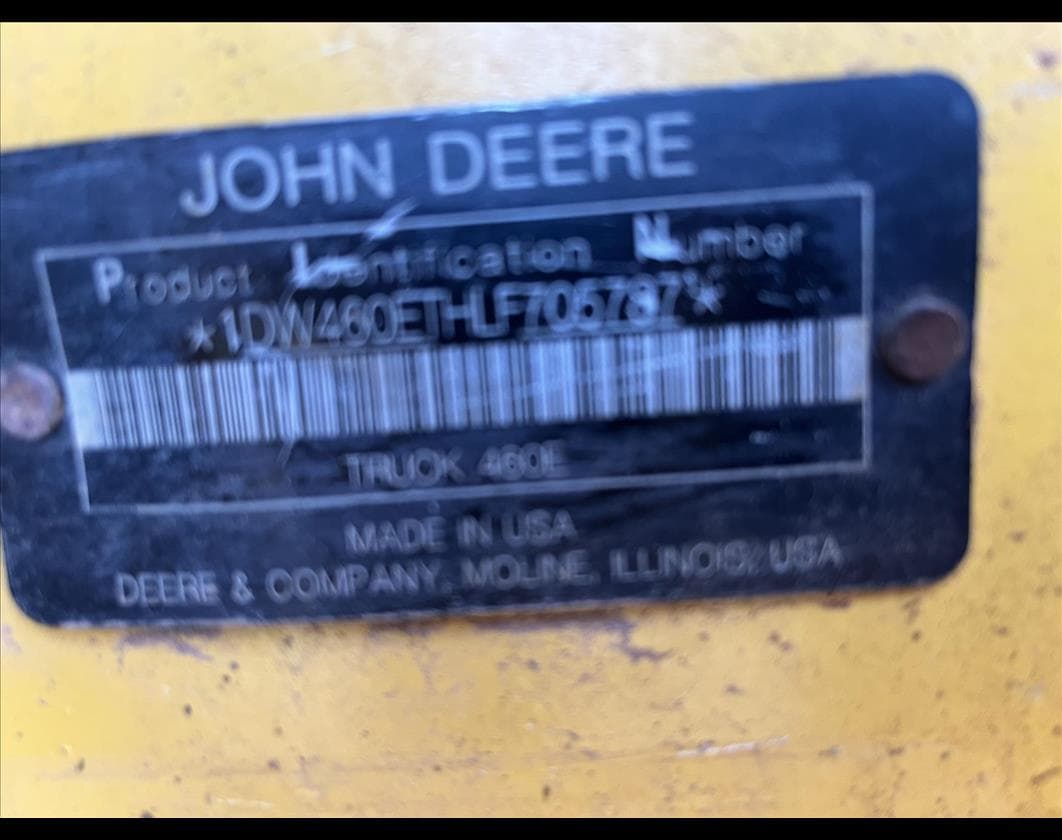 JOHN DEERE
Product Identification Number
*1DW460ETHLF705787*
TRUCK 460E
MADE IN USA
DEERE & COMPANY, MOLINE, ILLINOIS, USA